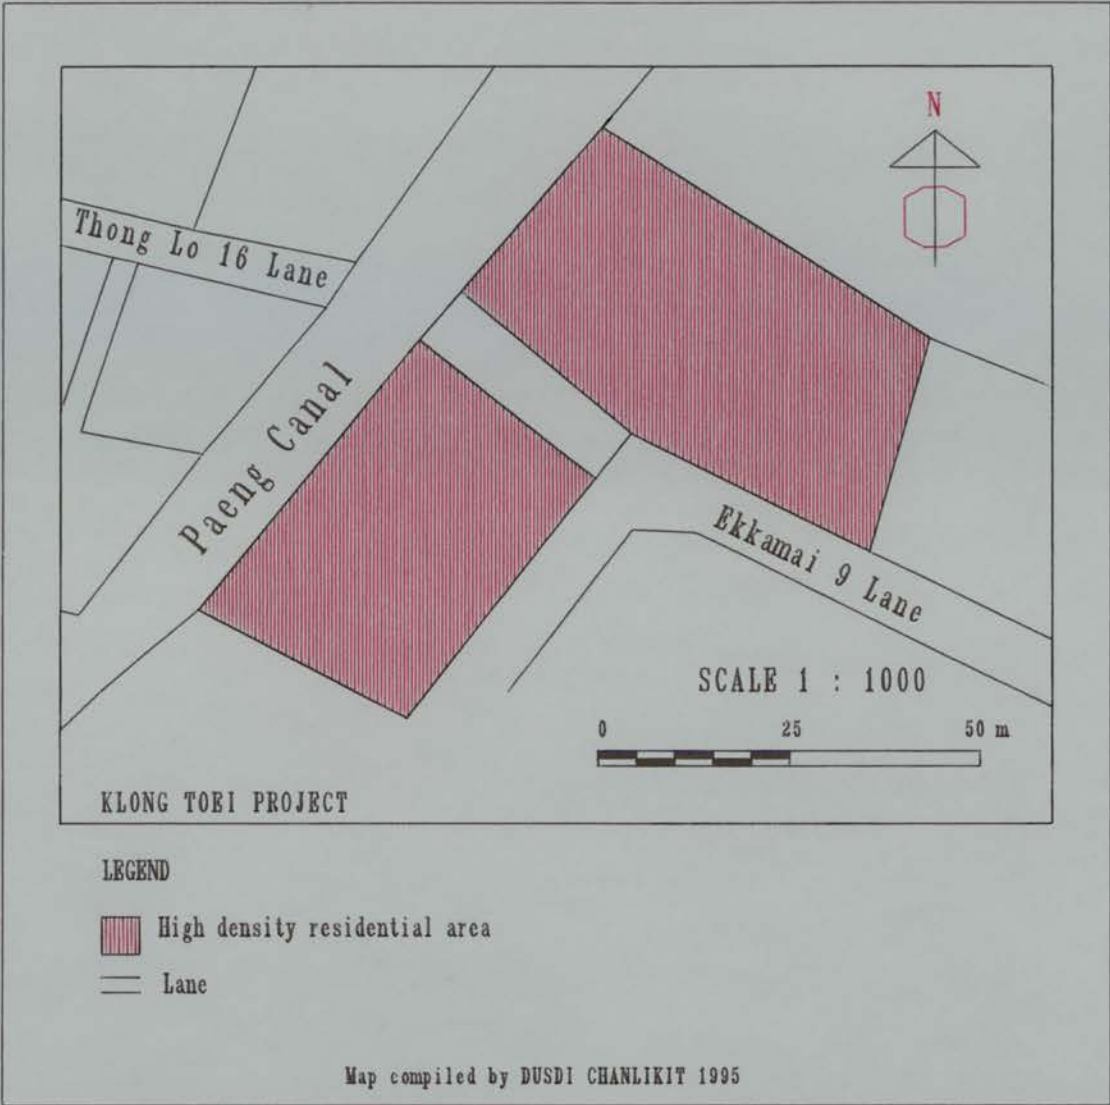 N
Thong Lo 16 Lane
Paeng Canal
Ekkamai 9 Lane
SCALE 1 : 1000
0 25 50 m
KLONG TOEI PROJECT
LEGEND
High density residential area
Lane
Map compiled by DUSDI CHANLIKIT 1995